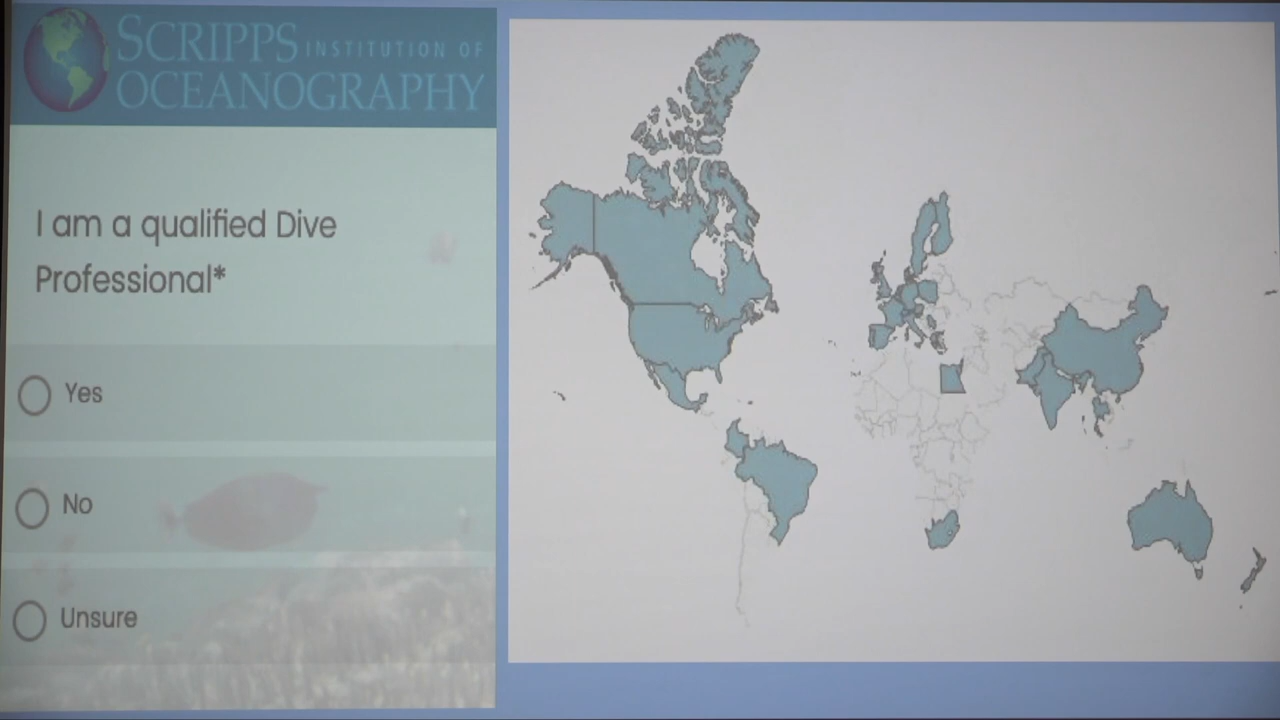 SCRIPPS INSTITUTION OF
OCEANOGRAPHY
I am a qualified Dive
Professional*
Yes
No
Unsure